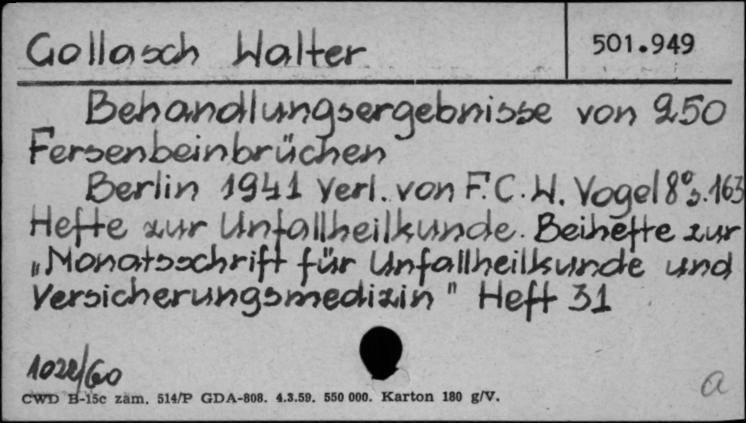 Gollasch Walter
501.949
Behandlungsergebnisse von 250
Fersenbeinbrüchen
Berlin 1941 Verl. von F.C.W. Vogel 8° s. 163
Hefte zur Unfallheilkunde. Beihefte zur
„Monatsschrift für Unfallheilkunde und
Versicherungsmedizin" Heft 31
1022/60
CWD B-15c zam. 514/P GDA-808. 4.3.59. 550 000. Karton 180 g/V.
a